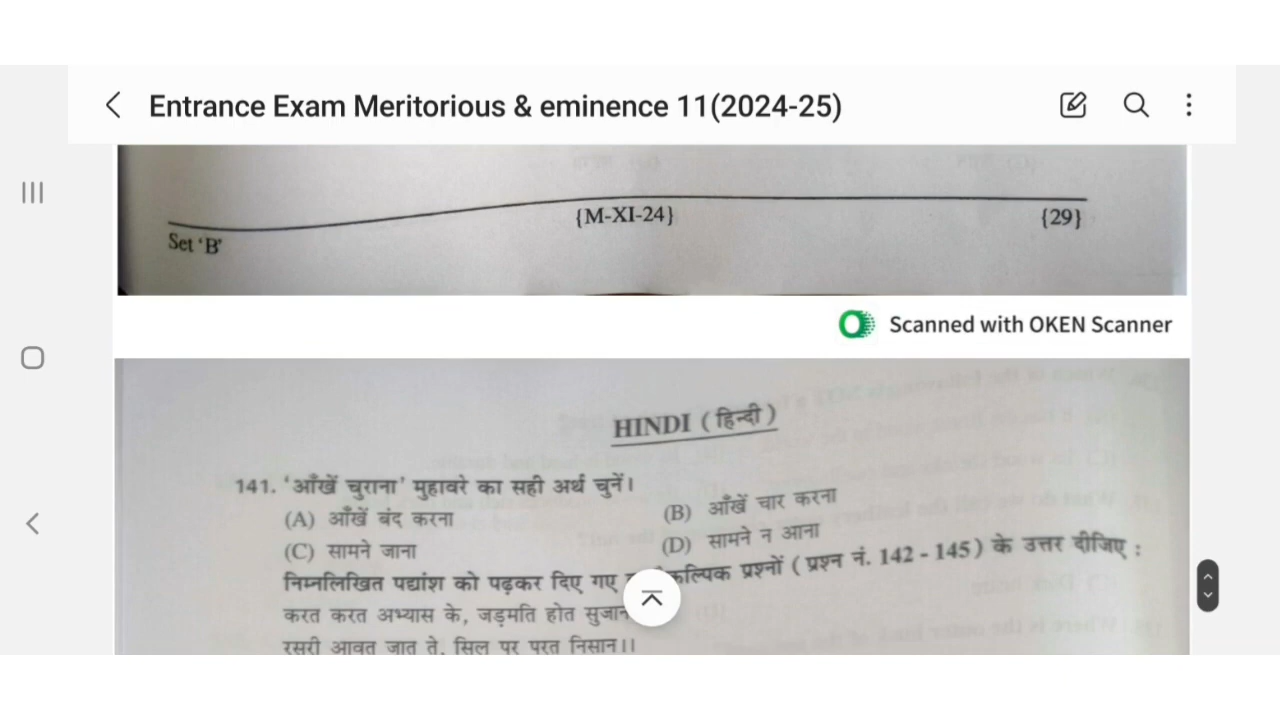 Entrance Exam Meritorious & eminence 11(2024-25)
{M-XI-24}
{29}
Set 'B'
Scanned with OKEN Scanner
HINDI ( हिन्दी )
141. 'आँखें चुराना' मुहावरे का सही अर्थ चुनें।
(A) आँखें बंद करना
(B) आँखें चार करना
(C) सामने जाना
(D) सामने न आना
निम्नलिखित पद्यांश को पढ़कर दिए गए प्रश्नों ( प्रश्न नं. 142 - 145 ) के उत्तर दीजिए :
करत करत अभ्यास के, जड़मति होत सुजान
रसरी आवत जात ते, सिल पर परत निसान।।